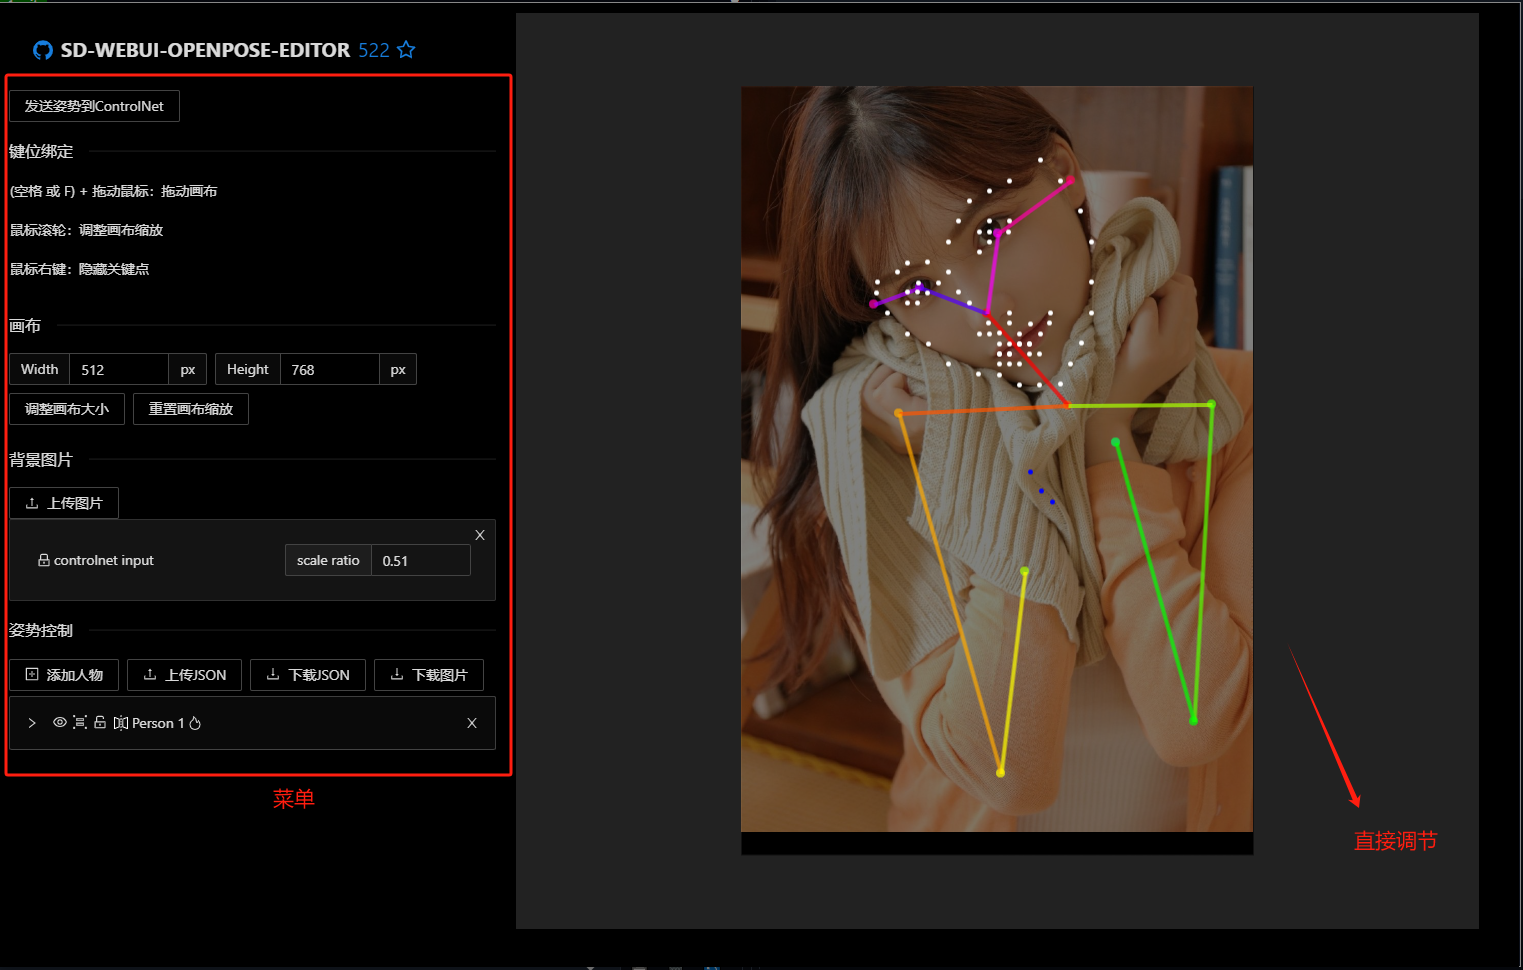 SD-WEBUI-OPENPOSE-EDITOR 522
发送姿势到ControlNet
键位绑定
(空格 或 F) + 拖动鼠标：拖动画布
鼠标滚轮：调整画布缩放
鼠标右键：隐藏关键点
画布
Width 512 px Height 768 px
调整画布大小 重置画布缩放
背景图片
上传图片
X
controlnet input scale ratio 0.51
姿势控制
添加人物 上传JSON 下载JSON 下载图片
Person 1 X
菜单
直接调节